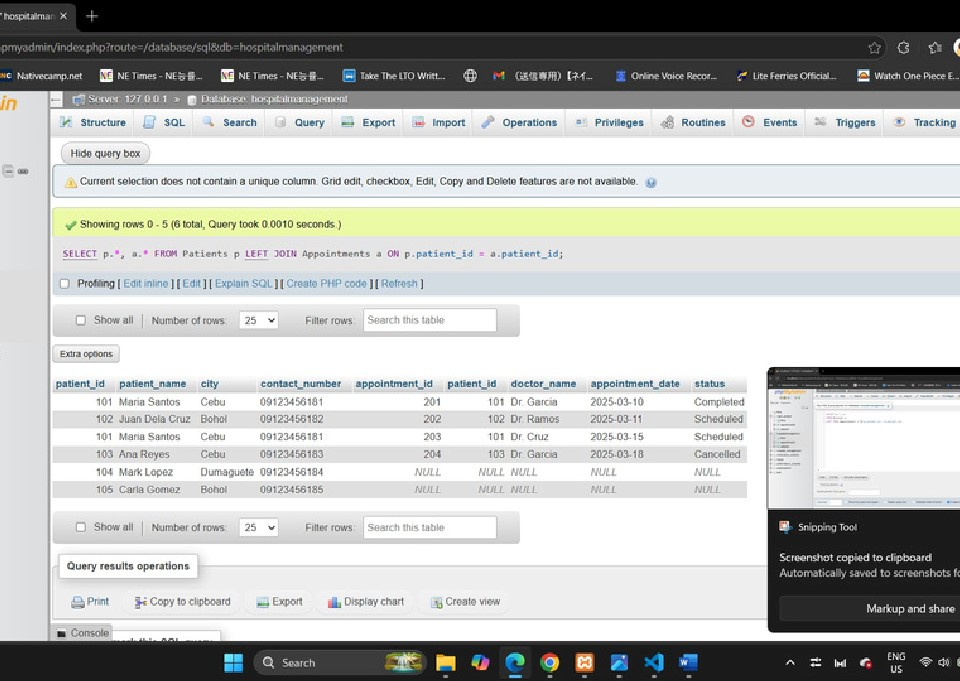 hospitalman
pmyadmin/index.php?route=/database/sql&db=hospitalmanagement
Nativecamp.net NE Times - NE능률... NE Times - NE능률... Take The LTO Writt... 《送信専用》【ネイ... Online Voice Recor... Lite Ferries Official... Watch One Piece E...
in
Server: 127.0.0.1 » Database: hospitalmanagement
Structure SQL Search Query Export Import Operations Privileges Routines Events Triggers Tracking
Hide query box
Current selection does not contain a unique column. Grid edit, checkbox, Edit, Copy and Delete features are not available.
Showing rows 0 - 5 (6 total, Query took 0.0010 seconds.)
SELECT p.*, a.* FROM Patients p LEFT JOIN Appointments a ON p.patient_id = a.patient_id;
Profiling [ Edit inline ] [ Edit ] [ Explain SQL ] [ Create PHP code ] [ Refresh ]
Show all Number of rows: 25 Filter rows: Search this table
Extra options
patient_id patient_name city contact_number appointment_id patient_id doctor_name appointment_date status
101 Maria Santos Cebu 09123456181 201 101 Dr. Garcia 2025-03-10 Completed
102 Juan Dela Cruz Bohol 09123456182 202 102 Dr. Ramos 2025-03-11 Scheduled
101 Maria Santos Cebu 09123456181 203 101 Dr. Cruz 2025-03-15 Scheduled
103 Ana Reyes Cebu 09123456183 204 103 Dr. Garcia 2025-03-18 Cancelled
104 Mark Lopez Dumaguete 09123456184 NULL NULL NULL NULL NULL
105 Carla Gomez Bohol 09123456185 NULL NULL NULL NULL NULL
Show all Number of rows: 25 Filter rows: Search this table
Query results operations
Print Copy to clipboard Export Display chart Create view
Console
Snipping Tool
Screenshot copied to clipboard
Automatically saved to screenshots fo
Markup and share
Search
ENG
US